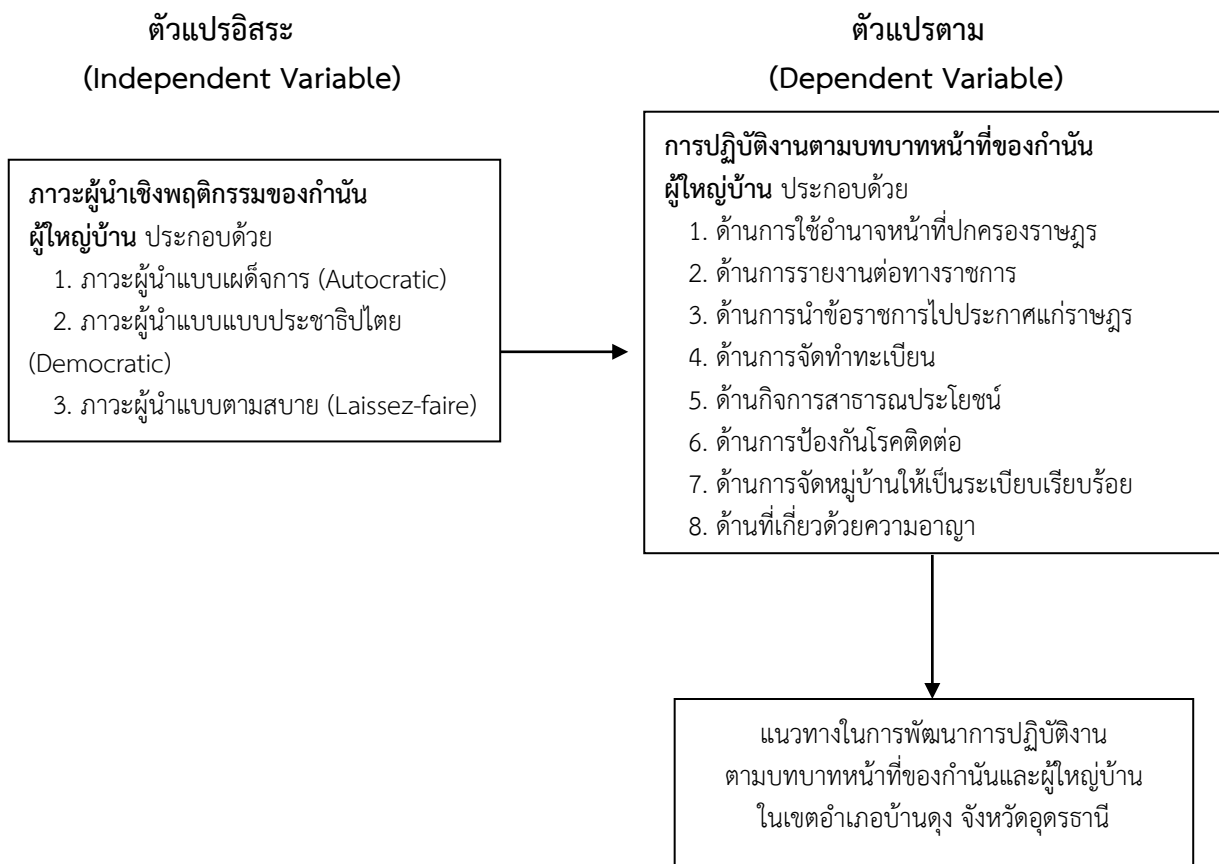 ตัวแปรอิสระ
(Independent Variable)
ภาวะผู้นำเชิงพฤติกรรมของกำนัน
ผู้ใหญ่บ้าน ประกอบด้วย
1. ภาวะผู้นำแบบเผด็จการ (Autocratic)
2. ภาวะผู้นำแบบแบบประชาธิปไตย
(Democratic)
3. ภาวะผู้นำแบบตามสบาย (Laissez-faire)
ตัวแปรตาม
(Dependent Variable)
การปฏิบัติงานตามบทบาทหน้าที่ของกำนัน
ผู้ใหญ่บ้าน ประกอบด้วย
1. ด้านการใช้อำนาจหน้าที่ปกครองราษฎร
2. ด้านการรายงานต่อทางราชการ
3. ด้านการนำข้อราชการไปประกาศแก่ราษฎร
4. ด้านการจัดทำทะเบียน
5. ด้านกิจการสาธารณประโยชน์
6. ด้านการป้องกันโรคติดต่อ
7. ด้านการจัดหมู่บ้านให้เป็นระเบียบเรียบร้อย
8. ด้านที่เกี่ยวด้วยความอาญา
แนวทางในการพัฒนาการปฏิบัติงาน
ตามบทบาทหน้าที่ของกำนันและผู้ใหญ่บ้าน
ในเขตอำเภอบ้านดุง จังหวัดอุดรธานี